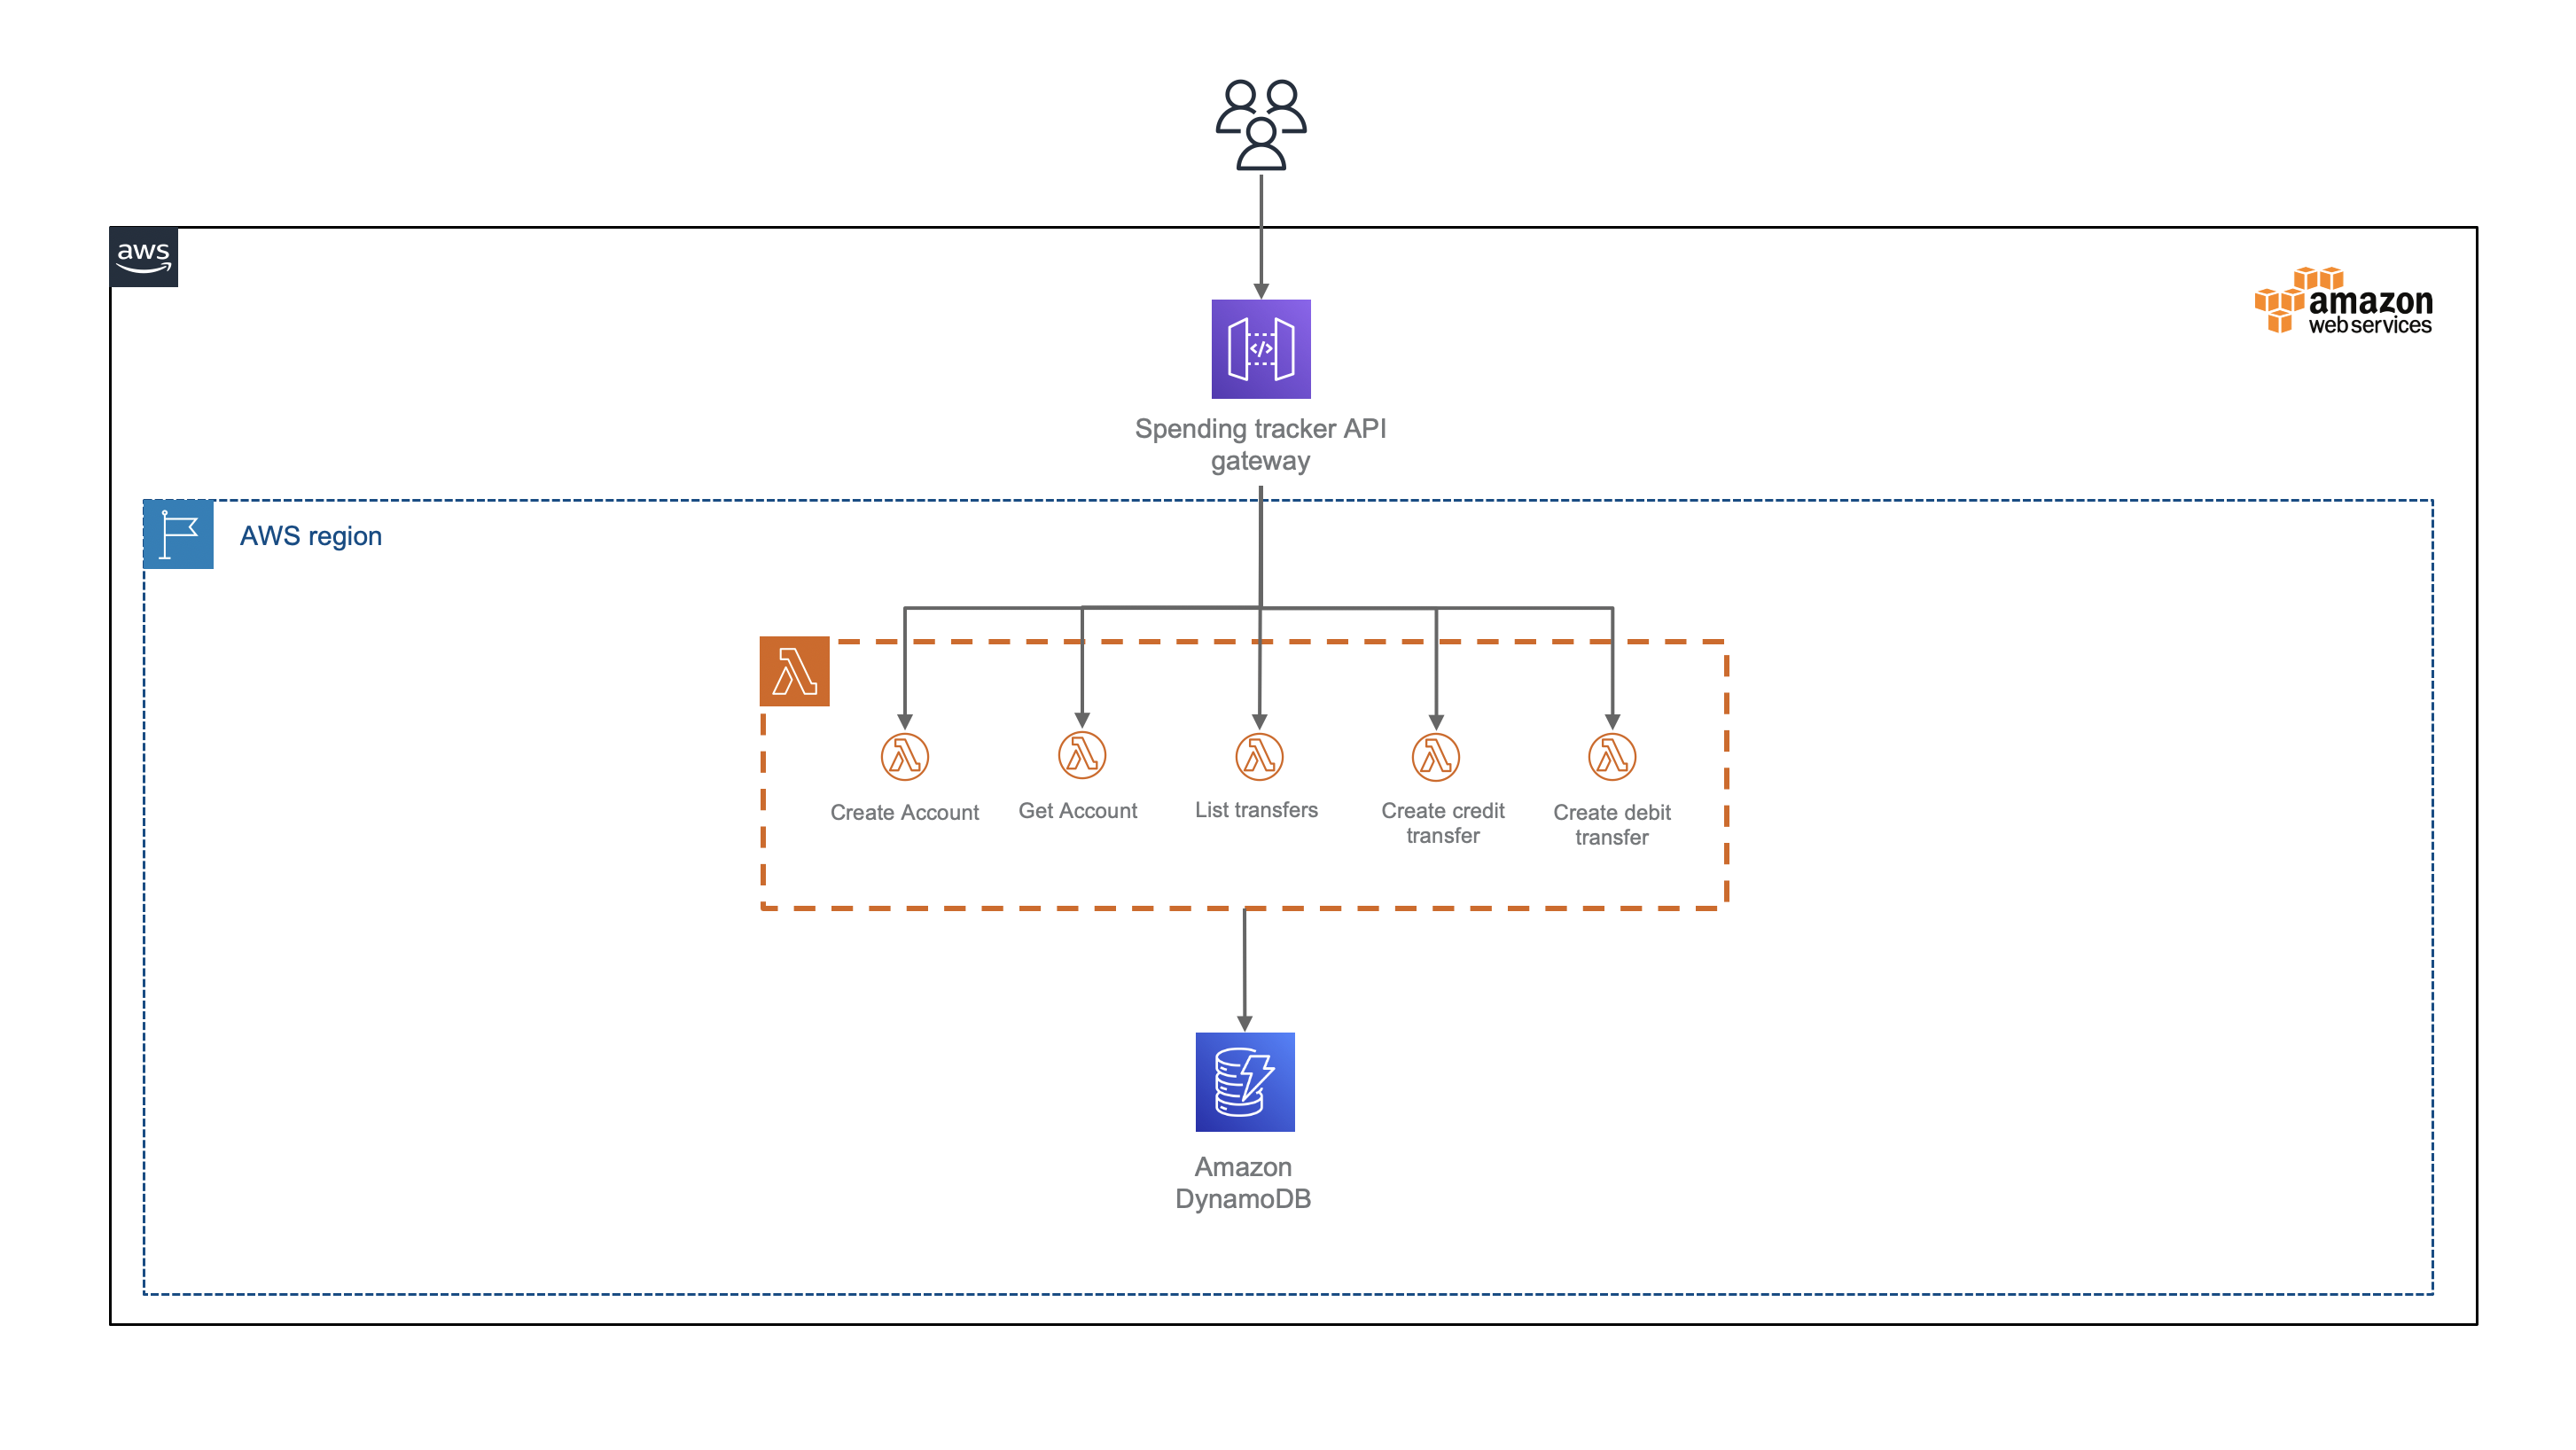 aws
amazon
web services
Spending tracker API
gateway
AWS region
Create Account
Get Account
List transfers
Create credit
transfer
Create debit
transfer
Amazon
DynamoDB